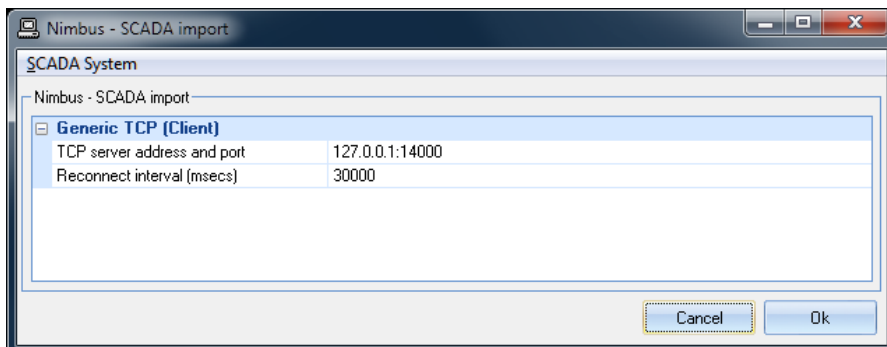 Nimbus - SCADA import
SCADA System
Nimbus - SCADA import
Generic TCP (Client)
TCP server address and port 127.0.0.1:14000
Reconnect interval (msecs) 30000
Cancel Ok